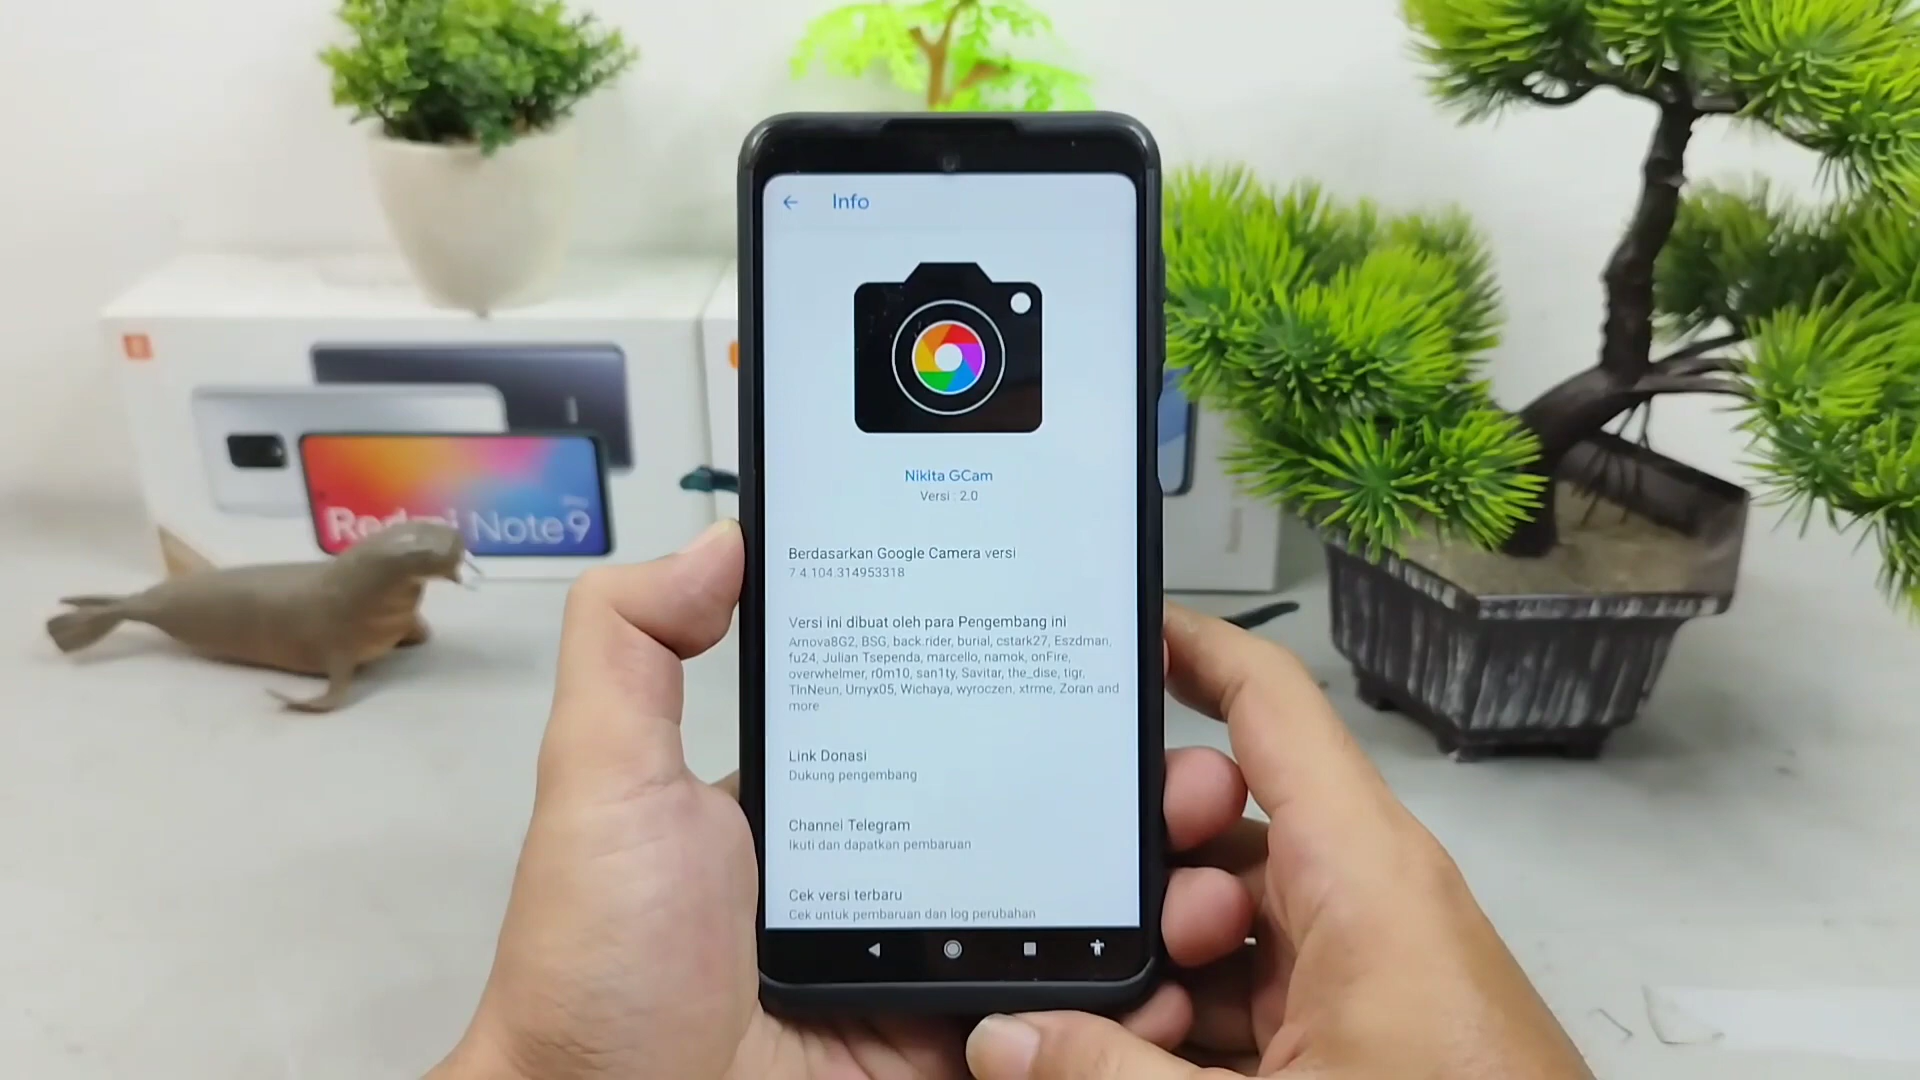 Info
Nikita GCam
Versi : 2.0
Berdasarkan Google Camera versi
7.4.104.314953318
Versi ini dibuat oleh para Pengembang ini
Arnova8G2, BSG, back.rider, burial, cstark27, Eszdman,
fu24, Julian Tsependa, marcello, namok, onFire,
overwhelmer, r0m10, san1ty, Savitar, the_dise, tigr,
TlnNeun, Urnyx05, Wichaya, wyroczen, xtrme, Zoran and
more
Link Donasi
Dukung pengembang
Channel Telegram
Ikuti dan dapatkan pembaruan
Cek versi terbaru
Cek untuk pembaruan dan log perubahan
Redmi Note 9